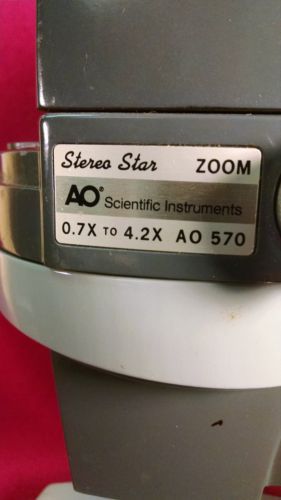 Stereo Star ZOOM
AO® Scientific Instruments
0.7X TO 4.2X AO 570